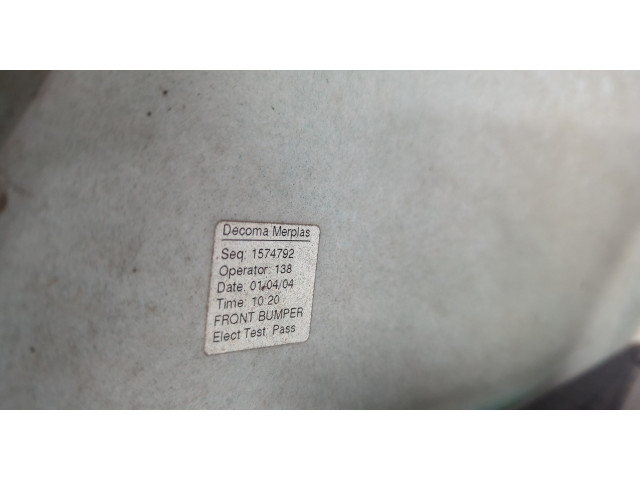 Decoma Merplas
Seq: 1574792
Operator: 138
Date: 01/04/04
Time: 10:20
FRONT BUMPER
Elect Test: Pass